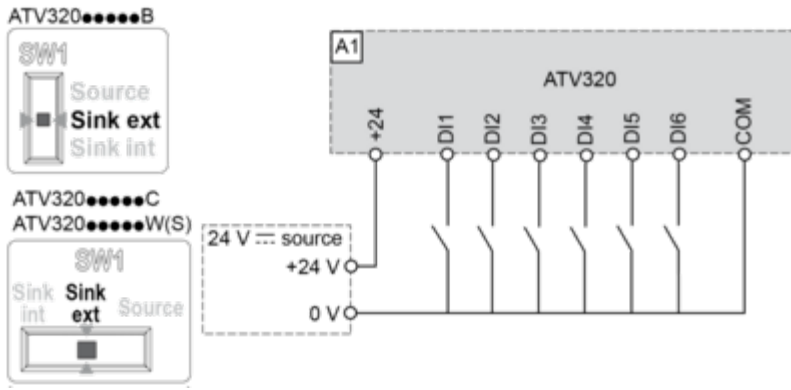 ATV320●●●●●B
SW1
Source
Sink ext
Sink int
ATV320●●●●●C
ATV320●●●●●W(S)
SW1
Sink int
Sink ext
Source
A1
ATV320
+24
DI1
DI2
DI3
DI4
DI5
DI6
COM
24 V ⎓ source
+24 V
0 V